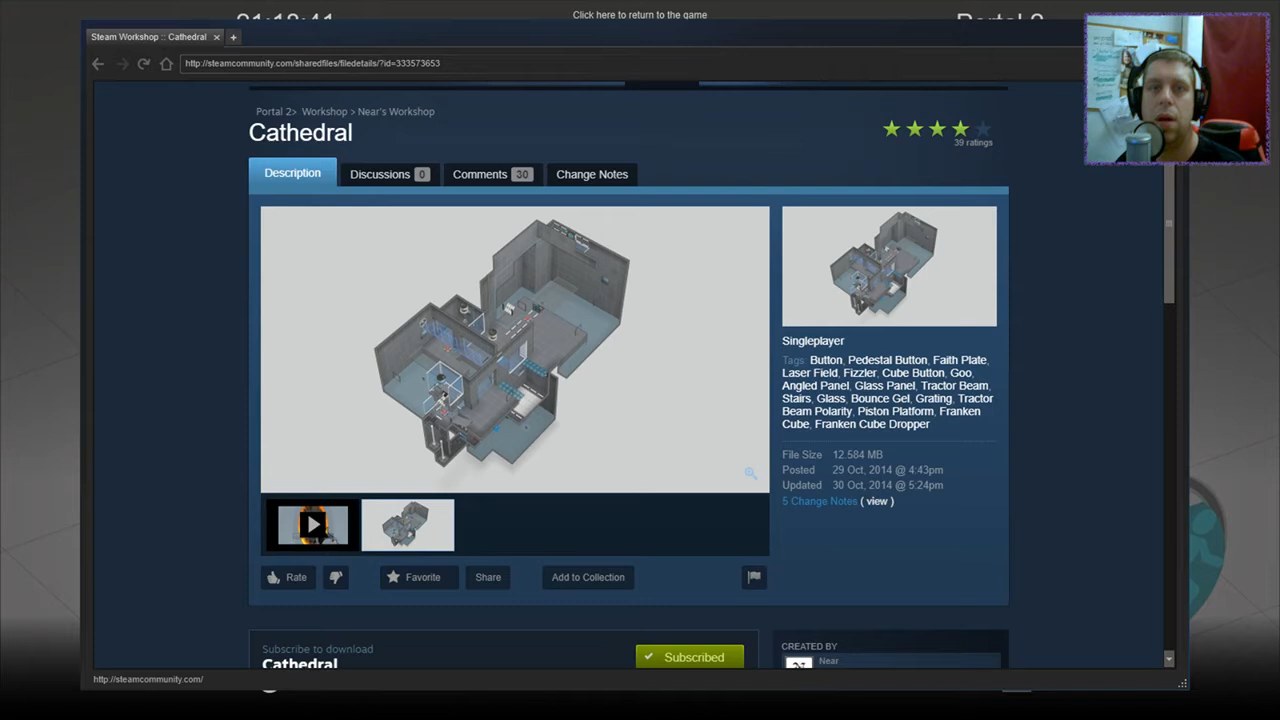 Click here to return to the game
Portal 2
Steam Workshop :: Cathedral
http://steamcommunity.com/sharedfiles/filedetails/?id=333573653
Portal 2> Workshop > Near's Workshop
Cathedral
39 ratings
Description
Discussions 0
Comments 30
Change Notes
Singleplayer
Tags: Button, Pedestal Button, Faith Plate,
Laser Field, Fizzler, Cube Button, Goo,
Angled Panel, Glass Panel, Tractor Beam,
Stairs, Glass, Bounce Gel, Grating, Tractor
Beam Polarity, Piston Platform, Franken
Cube, Franken Cube Dropper
File Size 12.584 MB
Posted 29 Oct, 2014 @ 4:43pm
Updated 30 Oct, 2014 @ 5:24pm
5 Change Notes ( view )
Rate
Favorite
Share
Add to Collection
Subscribe to download
Cathedral
Subscribed
CREATED BY
Near
http://steamcommunity.com/